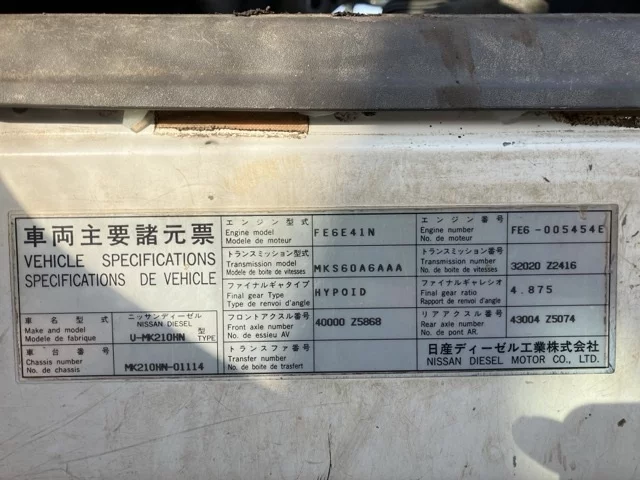 車両主要諸元票
VEHICLE SPECIFICATIONS
SPECIFICATIONS DE VEHICULE
車名型式
Make and model
Modele de fabrique
ニッサンディーゼル
NISSAN DIESEL
U-MK210HN
型
TYPE
車台番号
Chassis number
No. de chassis
MK210HN-01114
エンジン型式
Engine model
Modele de moteur
FE6E41N
エンジン番号
Engine number
No. de moteur
FE6-005454E
トランスミッション型式
Transmission model
Modele de boite de vitesses
MKS60A6AAA
トランスミッション番号
Transmission number
No. de boite de vitesses
32020 Z2416
ファイナルギヤタイプ
Final gear Type
Type de renvoi d'angle
HYPOID
ファイナルギャレシオ
Final gear ratio
Rapport de renvoi d'angle
4.875
フロントアクスル番号
Front axle number
No. de essieu AV
40000 Z5868
リアアクスル番号
Rear axle number
No. de pont AR.
43004 Z5074
トランスファ番号
Transfer number
No. de boite de trasfert
日産ディーゼル工業株式会社
NISSAN DIESEL MOTOR CO., LTD.